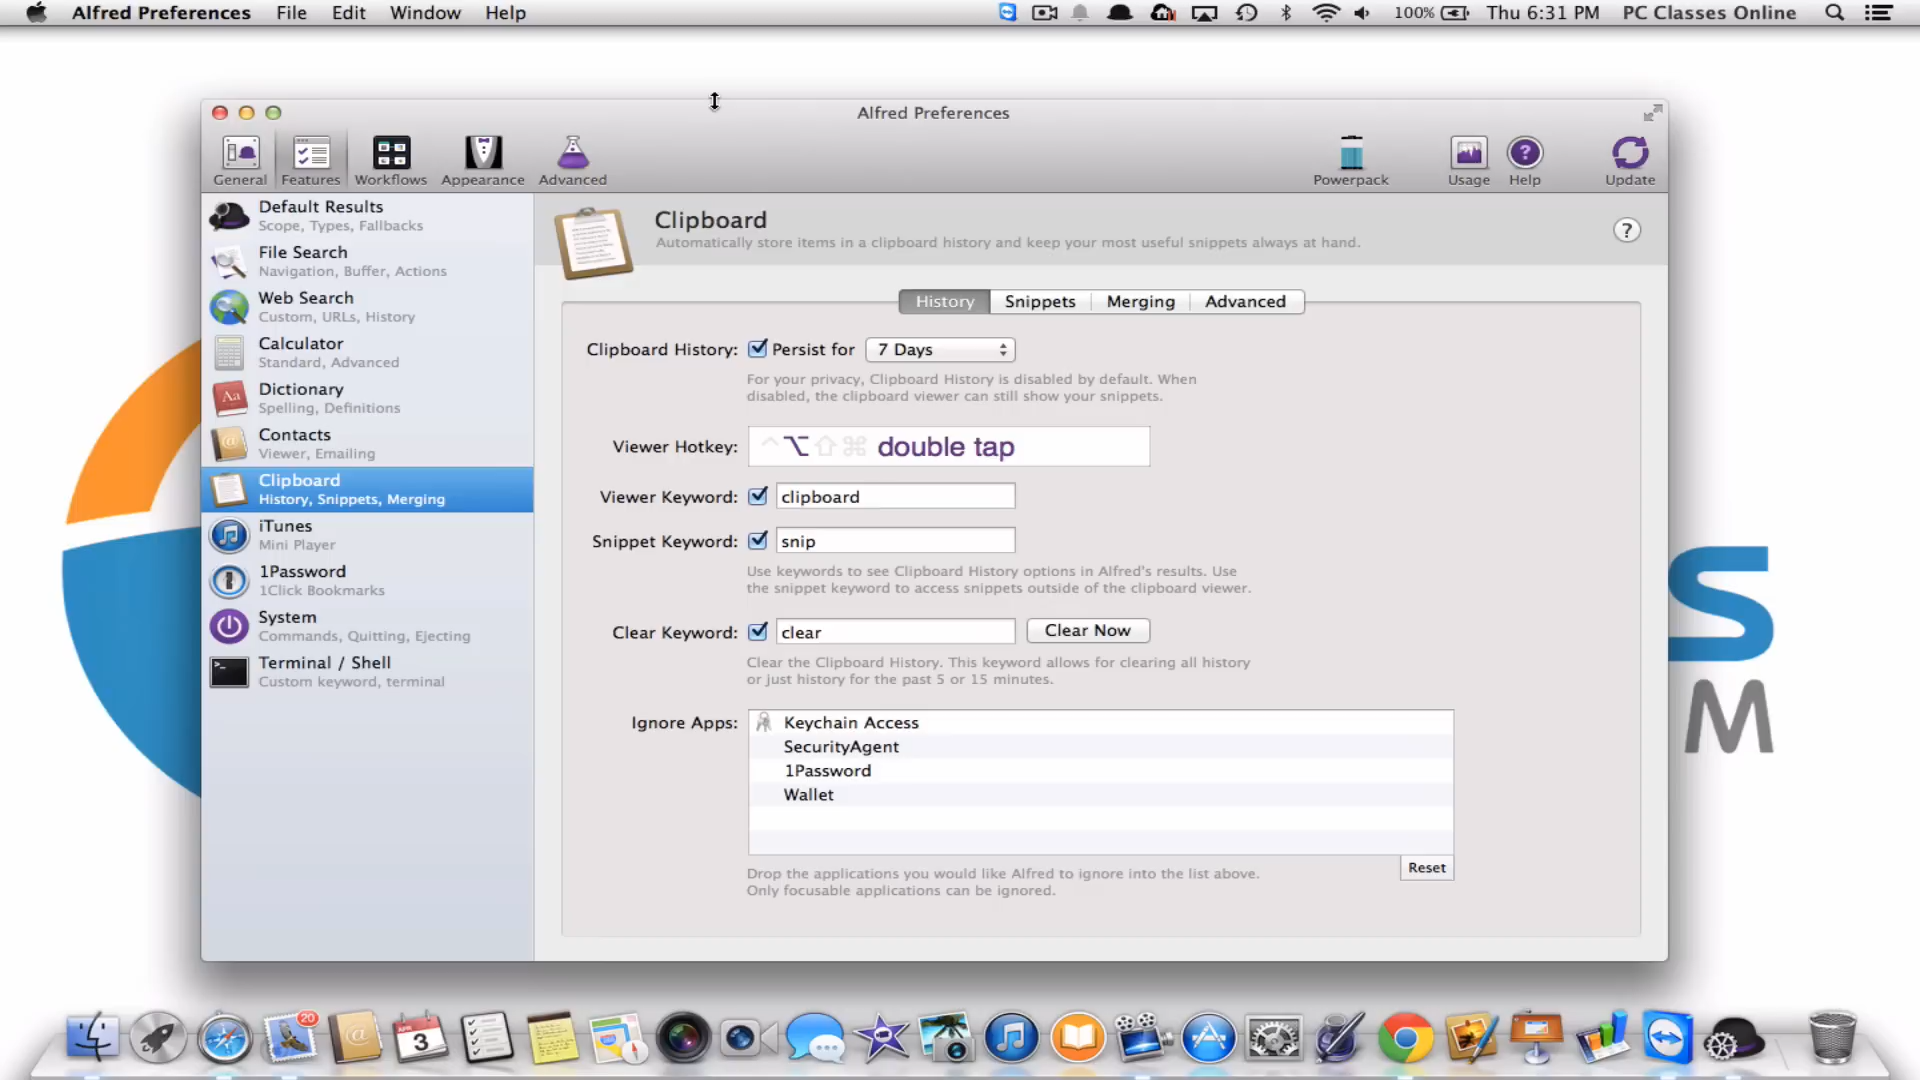 Alfred Preferences File Edit Window Help 100% Thu 6:31 PM PC Classes Online
Alfred Preferences
General Features Workflows Appearance Advanced Powerpack Usage Help Update
Default Results
Scope, Types, Fallbacks
File Search
Navigation, Buffer, Actions
Web Search
Custom, URLs, History
Calculator
Standard, Advanced
Dictionary
Spelling, Definitions
Contacts
Viewer, Emailing
Clipboard
History, Snippets, Merging
iTunes
Mini Player
1Password
1Click Bookmarks
System
Commands, Quitting, Ejecting
Terminal / Shell
Custom keyword, terminal
Clipboard
Automatically store items in a clipboard history and keep your most useful snippets always at hand.
?
History Snippets Merging Advanced
Clipboard History: Persist for 7 Days
For your privacy, Clipboard History is disabled by default. When
disabled, the clipboard viewer can still show your snippets.
Viewer Hotkey: ^⌥⇧⌘ double tap
Viewer Keyword: clipboard
Snippet Keyword: snip
Use keywords to see Clipboard History options in Alfred's results. Use
the snippet keyword to access snippets outside of the clipboard viewer.
Clear Keyword: clear Clear Now
Clear the Clipboard History. This keyword allows for clearing all history
or just history for the past 5 or 15 minutes.
Ignore Apps: Keychain Access
SecurityAgent
1Password
Wallet
Reset
Drop the applications you would like Alfred to ignore into the list above.
Only focusable applications can be ignored.
S
M
20
APR
3